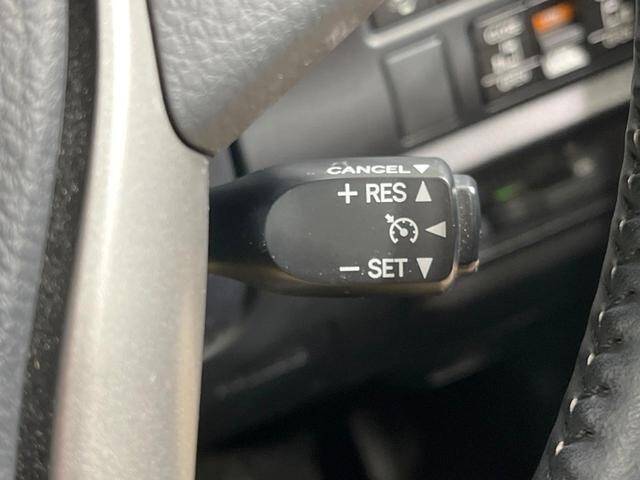 CANCEL ▼
+ RES ▲
◀
− SET ▼